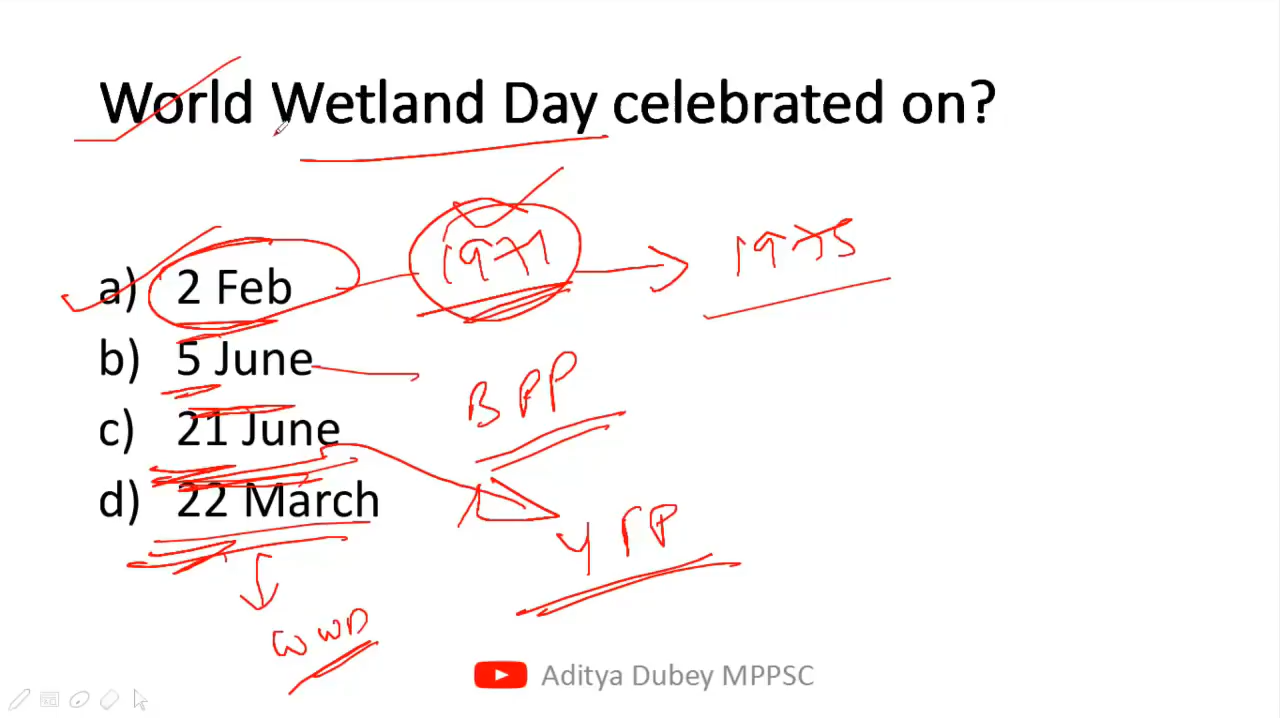 World Wetland Day celebrated on?
a) 2 Feb
1971
1975
b) 5 June
BPP
c) 21 June
d) 22 March
WWD
Aditya Dubey MPPSC